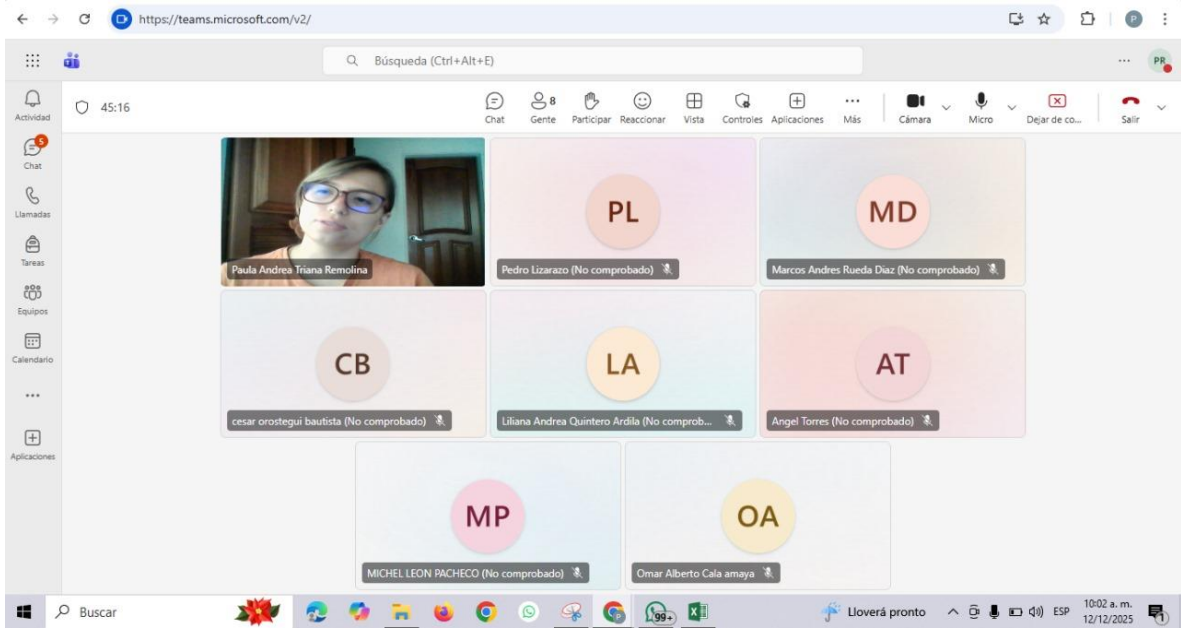 https://teams.microsoft.com/v2/
P
Búsqueda (Ctrl+Alt+E)
PR
Actividad
5
Chat
Llamadas
Tareas
Equipos
Calendario
Aplicaciones
45:16
Chat
8
Gente
Participar
Reaccionar
Vista
Controles
Aplicaciones
Más
Cámara
Micro
Dejar de co...
Salir
Paula Andrea Triana Remolina
PL
Pedro Lizarazo (No comprobado)
MD
Marcos Andres Rueda Diaz (No comprobado)
CB
cesar orostegui bautista (No comprobado)
LA
Liliana Andrea Quintero Ardila (No comprob...
AT
Angel Torres (No comprobado)
MP
MICHEL LEON PACHECO (No comprobado)
OA
Omar Alberto Cala amaya
Buscar
99+
Lloverá pronto
ESP
10:02 a. m.
12/12/2025
1